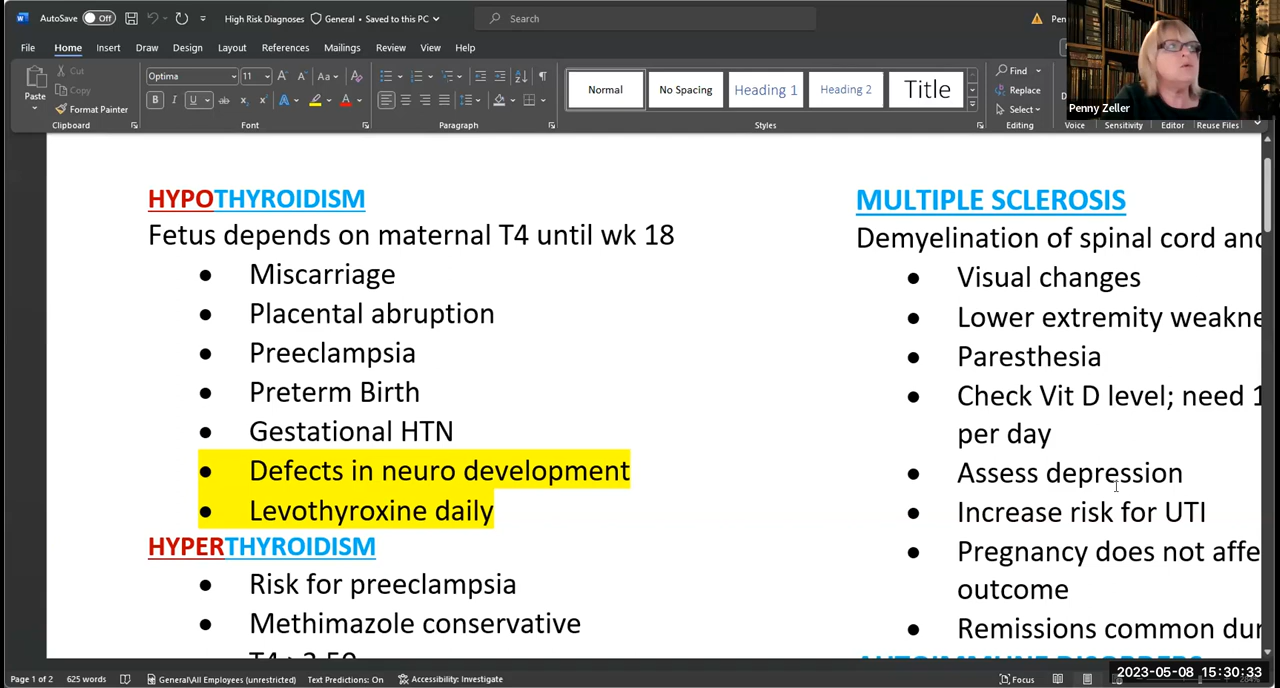 AutoSave Off High Risk Diagnoses General • Saved to this PC Search
File Home Insert Draw Design Layout References Mailings Review View Help
Paste Cut Copy Format Painter
Optima 11
Normal No Spacing Heading 1 Heading 2 Title
Find Replace Select
Clipboard Font Paragraph Styles Editing Voice Sensitivity Editor Reuse Files
Penny Zeller
HYPOTHYROIDISM
Fetus depends on maternal T4 until wk 18
• Miscarriage
• Placental abruption
• Preeclampsia
• Preterm Birth
• Gestational HTN
• Defects in neuro development
• Levothyroxine daily
HYPERTHYROIDISM
• Risk for preeclampsia
• Methimazole conservative
MULTIPLE SCLEROSIS
Demyelination of spinal cord
• Visual changes
• Lower extremity
• Paresthesia
• Check Vit D level; need
per day
• Assess depression
• Increase risk for UTI
• Pregnancy does not
outcome
• Remissions common
AUTOIMMUNE DISORDERS
Page 1 of 2 625 words General\All Employees (unrestricted) Text Predictions: On Accessibility: Investigate Focus
2023-05-08 15:30:33